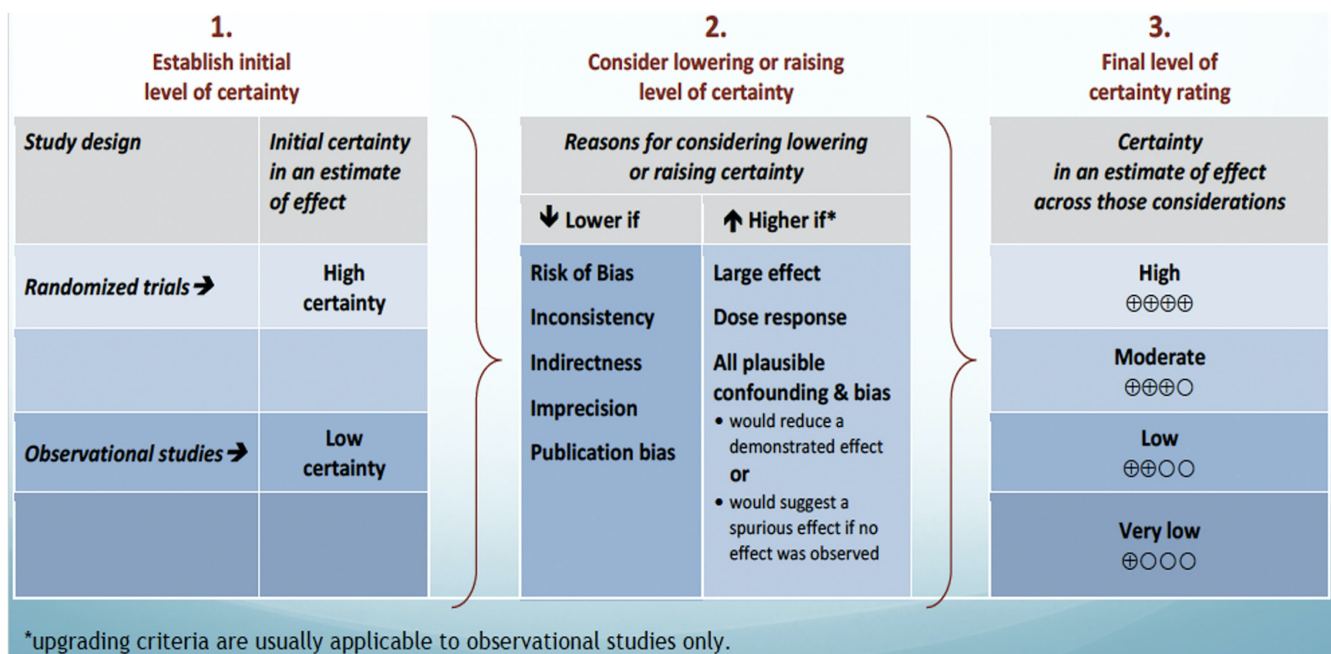 1.
Establish initial
level of certainty
2.
Consider lowering or raising
level of certainty
3.
Final level of
certainty rating
Study design
Initial certainty
in an estimate
of effect
Randomized trials ➔
High
certainty
Observational studies ➔
Low
certainty
Reasons for considering lowering
or raising certainty
🡳 Lower if
🡱 Higher if*
Risk of Bias
Inconsistency
Indirectness
Imprecision
Publication bias
Large effect
Dose response
All plausible
confounding & bias
• would reduce a
demonstrated effect
or
• would suggest a
spurious effect if no
effect was observed
Certainty
in an estimate of effect
across those considerations
High
⊕⊕⊕⊕
Moderate
⊕⊕⊕○
Low
⊕⊕○○
Very low
⊕○○○
*upgrading criteria are usually applicable to observational studies only.